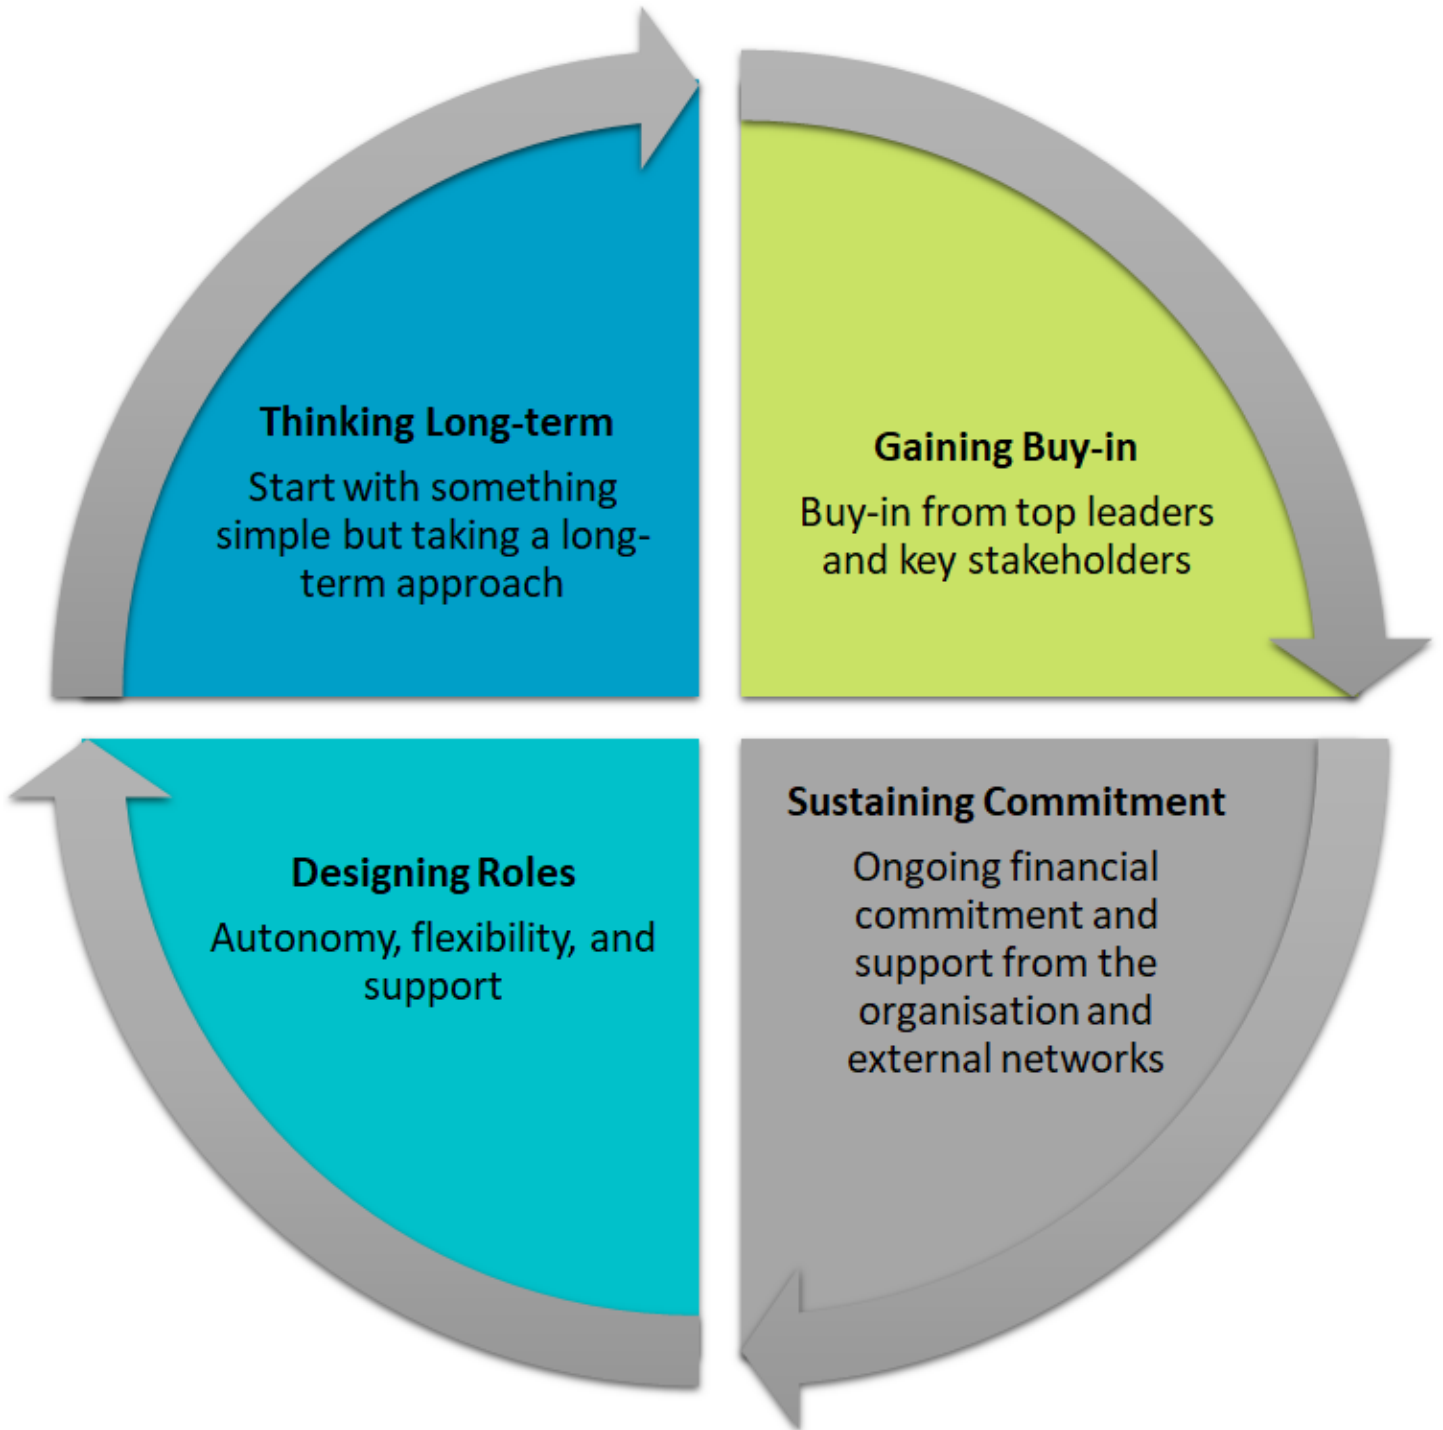 Thinking Long-term
Start with something
simple but taking a long-
term approach
Gaining Buy-in
Buy-in from top leaders
and key stakeholders
Sustaining Commitment
Ongoing financial
commitment and
support from the
organisation and
external networks
Designing Roles
Autonomy, flexibility, and
support